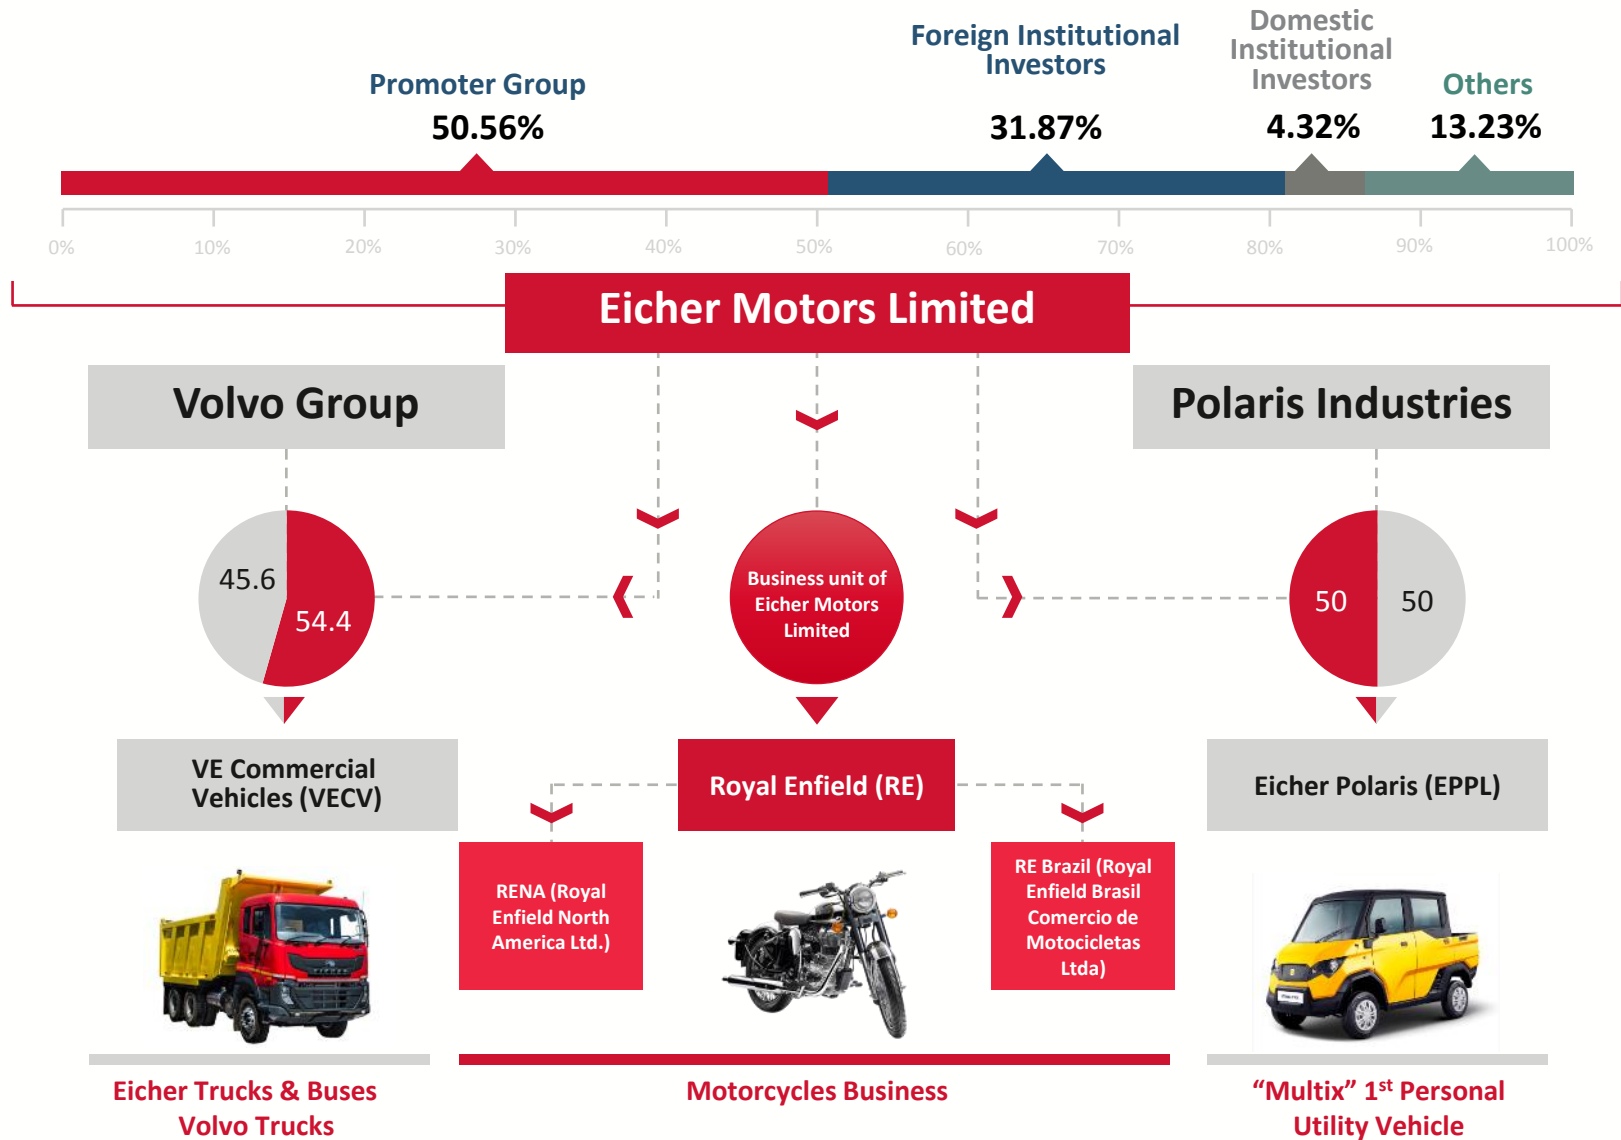 Promoter Group
50.56%
Foreign Institutional
Investors
31.87%
Domestic
Institutional
Investors
4.32%
Others
13.23%
0%
10%
20%
30%
40%
50%
60%
70%
80%
90%
100%
Eicher Motors Limited
Volvo Group
Polaris Industries
45.6
54.4
Business unit of
Eicher Motors
Limited
50
50
VE Commercial
Vehicles (VECV)
Royal Enfield (RE)
Eicher Polaris (EPPL)
RENA (Royal
Enfield North
America Ltd.)
RE Brazil (Royal
Enfield Brasil
Comercio de
Motocicletas
Ltda)
EICHER
Eicher Trucks & Buses
Volvo Trucks
Motorcycles Business
“Multix” 1st Personal
Utility Vehicle